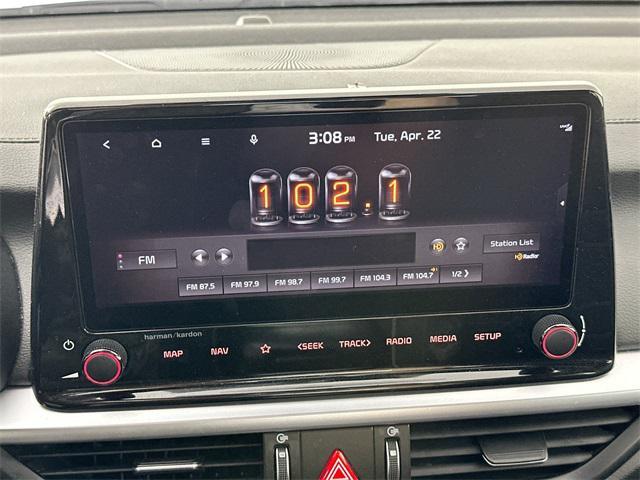 3:08 PM Tue, Apr. 22
102.1
FM Station List
HD Radio®
FM 87.5 FM 97.9 FM 98.7 FM 99.7 FM 104.3 FM 104.7 1/2 >
harman/kardon
MAP NAV <SEEK TRACK> RADIO MEDIA SETUP